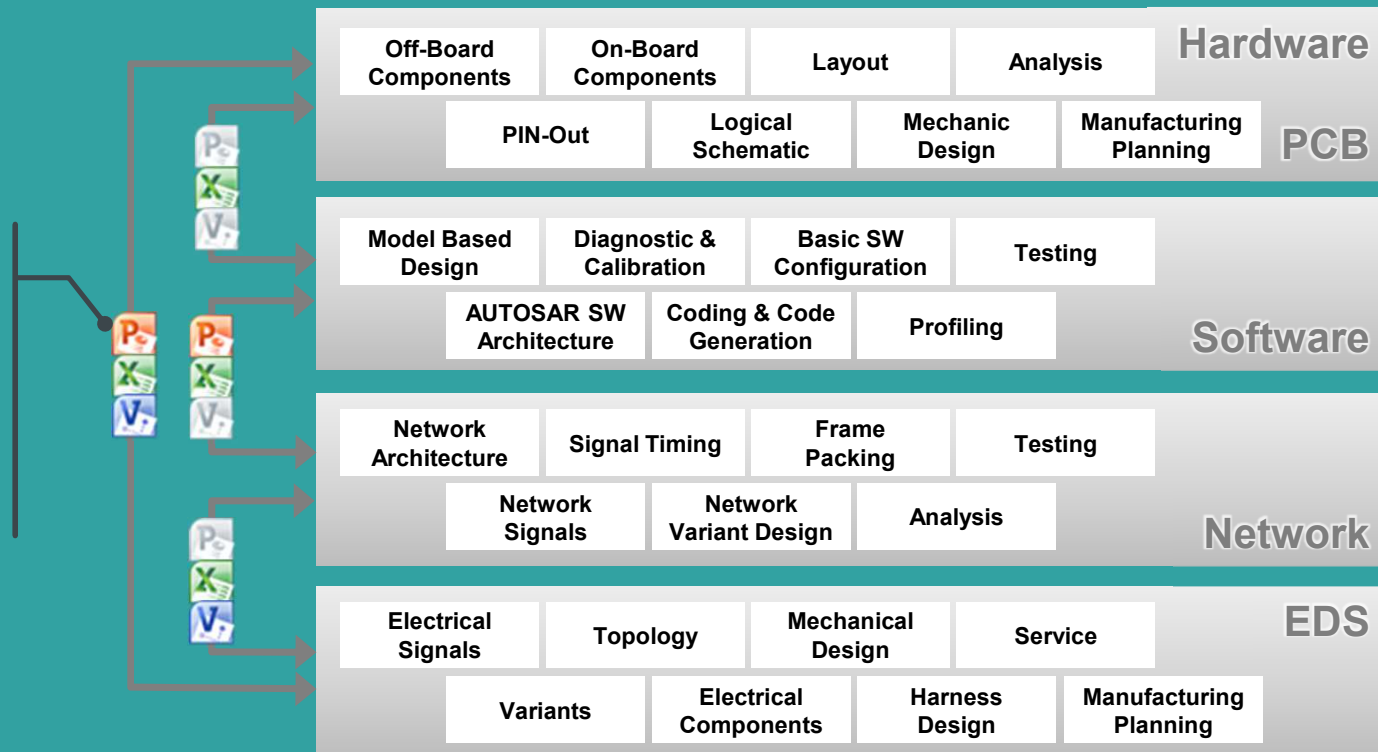 Hardware
PCB
Off-Board
Components
On-Board
Components
Layout
Analysis
PIN-Out
Logical
Schematic
Mechanic
Design
Manufacturing
Planning
P
X
V
Model Based
Design
Diagnostic &
Calibration
Basic SW
Configuration
Testing
AUTOSAR SW
Architecture
Coding & Code
Generation
Profiling
Software
P
X
V
P
X
V
Network
Architecture
Signal Timing
Frame
Packing
Testing
Network
Signals
Network
Variant Design
Analysis
Network
P
X
V
EDS
Electrical
Signals
Topology
Mechanical
Design
Service
Variants
Electrical
Components
Harness
Design
Manufacturing
Planning